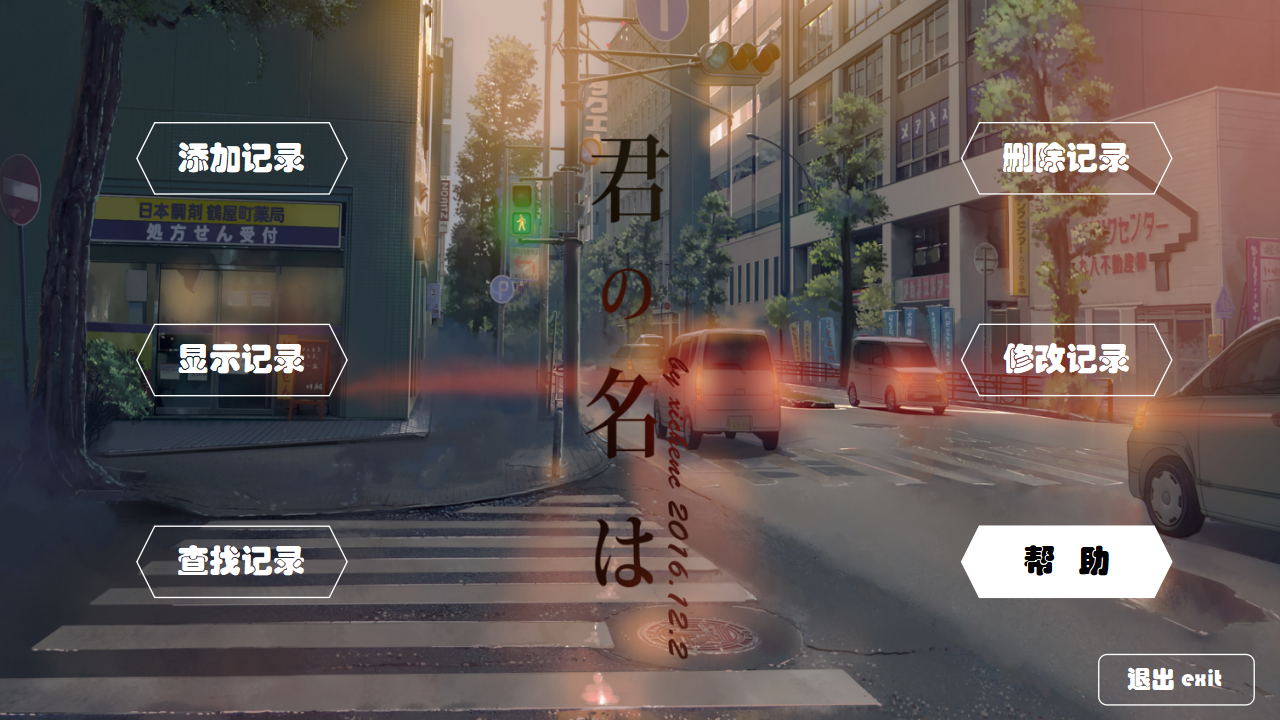 添加记录
删除记录
日本調剤 鶴屋町薬局
処方せん受付
君の名は
by xichenc 2016.12.2
显示记录
修改记录
查找记录
帮 助
退出 exit